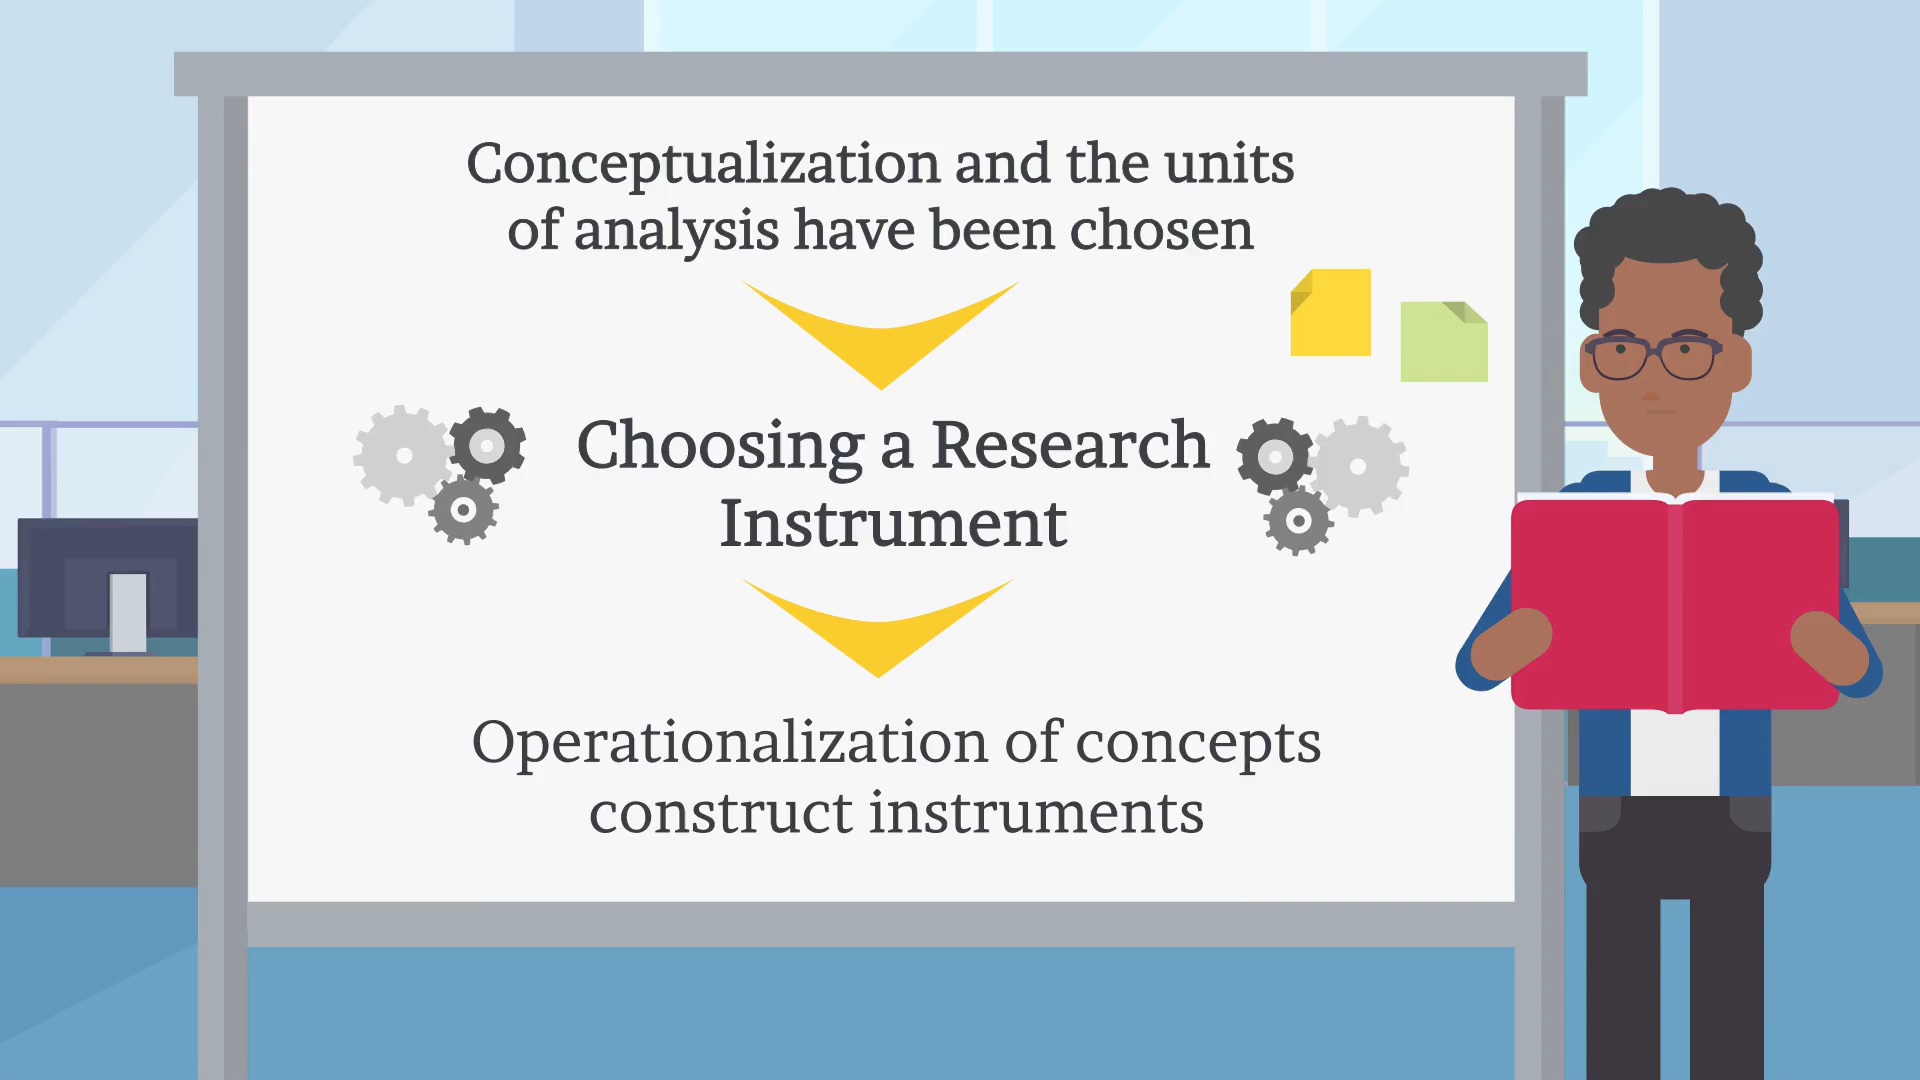 Conceptualization and the units
of analysis have been chosen
Choosing a Research
Instrument
Operationalization of concepts
construct instruments